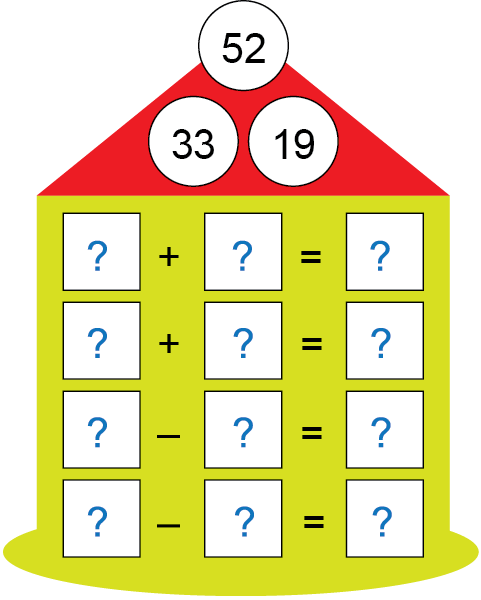 52
33 19
? + ? = ?
? + ? = ?
? – ? = ?
? – ? = ?